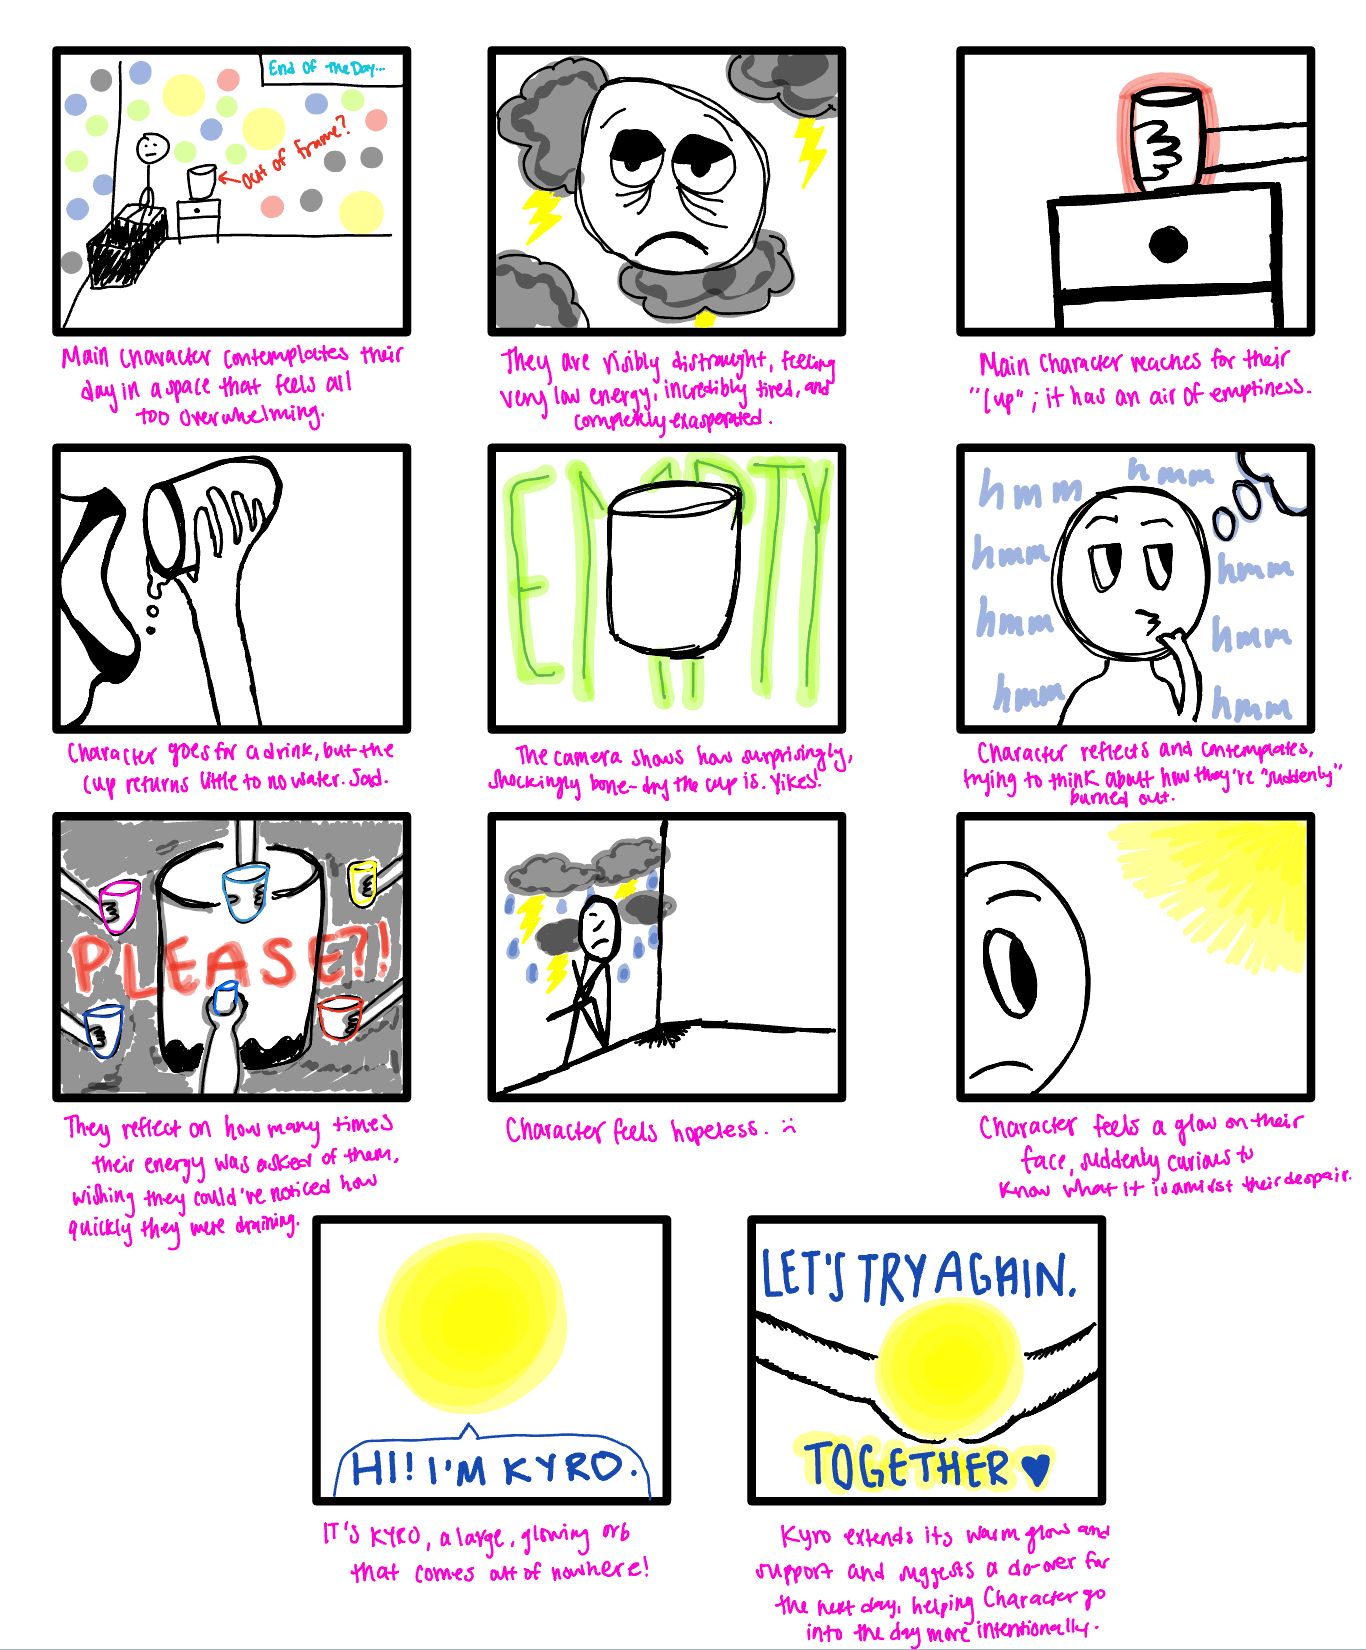 End Of the Day...
out of frame?
Main Character contemplates their
day in a space that feels all
too overwhelming.
They are visibly distraught, feeling
very low energy, incredibly tired, and
completely exasperated.
Main Character reaches for their
"cup"; it has an air of emptiness.
Character goes for a drink, but the
cup returns little to no water. Sad.
EMPTY
The camera shows how surprisingly,
shockingly bone-dry the cup is. Yikes!
hmm hmm
hmm hmm
hmm hmm
hmm hmm
Character reflects and contemplates,
trying to think about how they're "suddenly"
burned out.
PLEASE?!
They reflect on how many times
their energy was asked of them,
wishing they could've noticed how
quickly they were draining.
Character feels hopeless. :(
Character feels a glow on their
face, suddenly curious to
know what it is amidst their despair.
HI! I'M KYRO.
IT'S KYRO, a large, glowing orb
that comes out of nowhere!
LET'S TRY AGAIN.
TOGETHER ♥
Kyro extends its warm glow and
support and suggests a do-over for
the next day, helping Character go
into the day more intentionally.